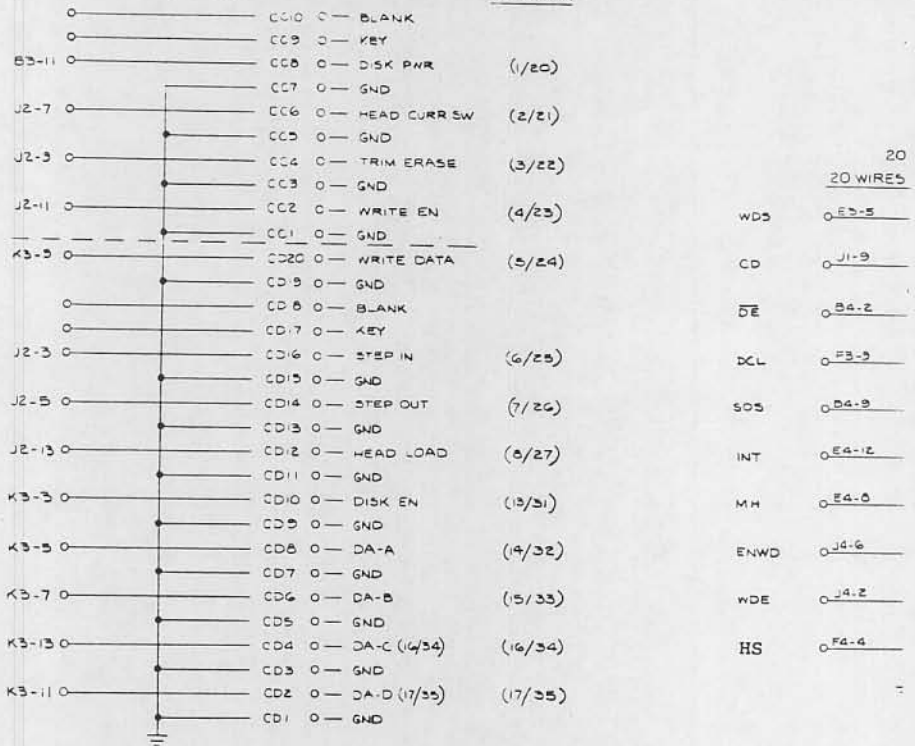 CC10 BLANK
CC9 KEY
B3-11 CC8 DISK PWR (1/20)
CC7 GND
J2-7 CC6 HEAD CURR SW (2/21)
CC5 GND
J2-9 CC4 TRIM ERASE (3/22)
CC3 GND
J2-11 CC2 WRITE EN (4/23)
CC1 GND
K3-9 CD20 WRITE DATA (5/24)
CD19 GND
CD18 BLANK
CD17 KEY
J2-3 CD16 STEP IN (6/25)
CD15 GND
J2-5 CD14 STEP OUT (7/26)
CD13 GND
J2-13 CD12 HEAD LOAD (8/27)
CD11 GND
K3-3 CD10 DISK EN (13/31)
CD9 GND
K3-5 CD8 DA-A (14/32)
CD7 GND
K3-7 CD6 DA-B (15/33)
CD5 GND
K3-13 CD4 DA-C (16/34) (16/34)
CD3 GND
K3-11 CD2 DA-D (17/35) (17/35)
CD1 GND
20
20 WIRES
WDS E5-5
CD J1-9
D̅E̅ B4-2
DCL F3-9
SOS B4-9
INT E4-12
MH E4-8
ENWD J4-6
WDE J4-2
HS F4-4